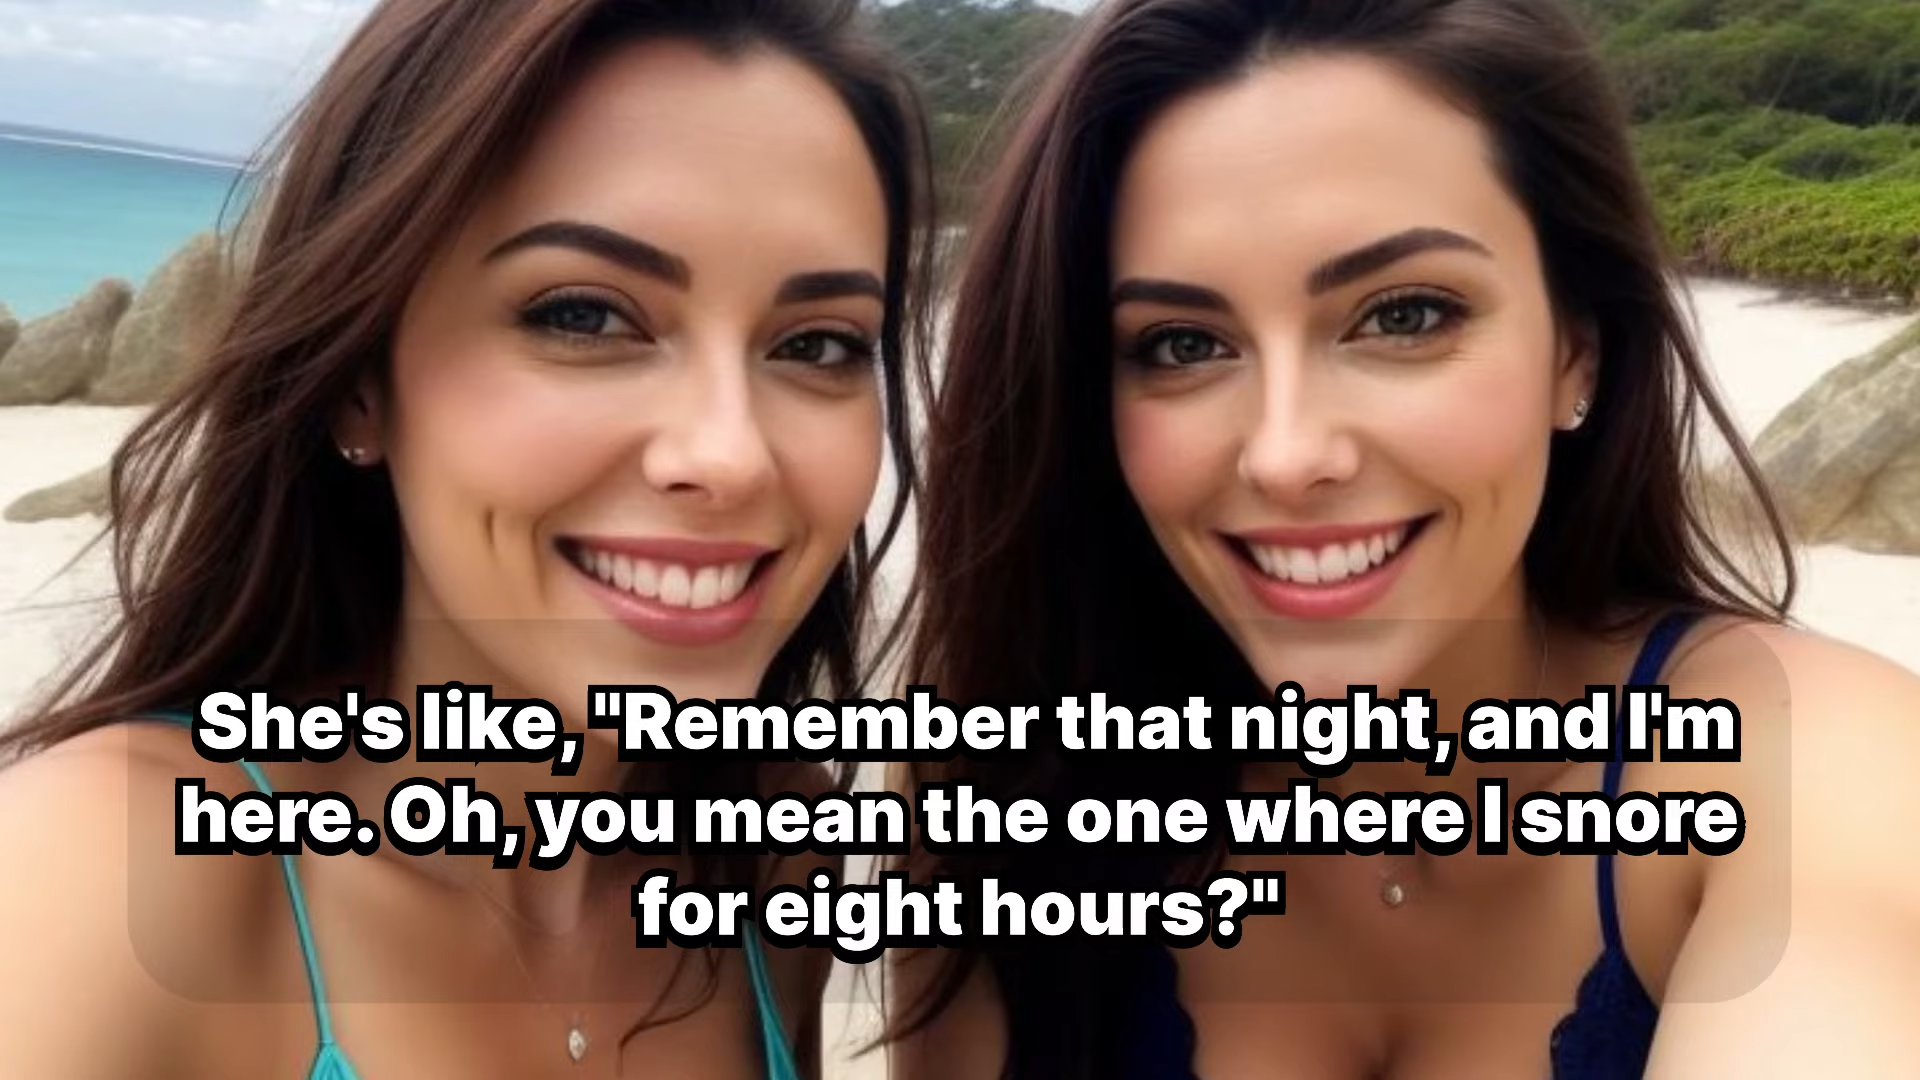 She's like, "Remember that night, and I'm
here. Oh, you mean the one where I snore
for eight hours?"